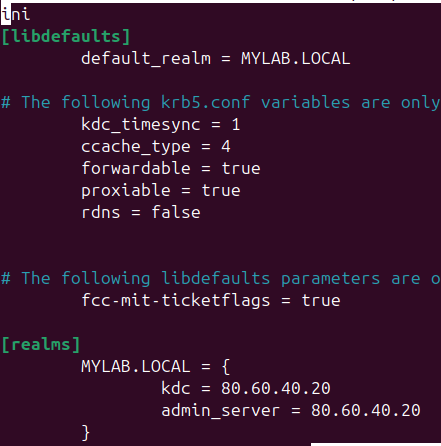 ini
[libdefaults]
default_realm = MYLAB.LOCAL
# The following krb5.conf variables are only
kdc_timesync = 1
ccache_type = 4
forwardable = true
proxiable = true
rdns = false
# The following libdefaults parameters are o
fcc-mit-ticketflags = true
[realms]
MYLAB.LOCAL = {
kdc = 80.60.40.20
admin_server = 80.60.40.20
}